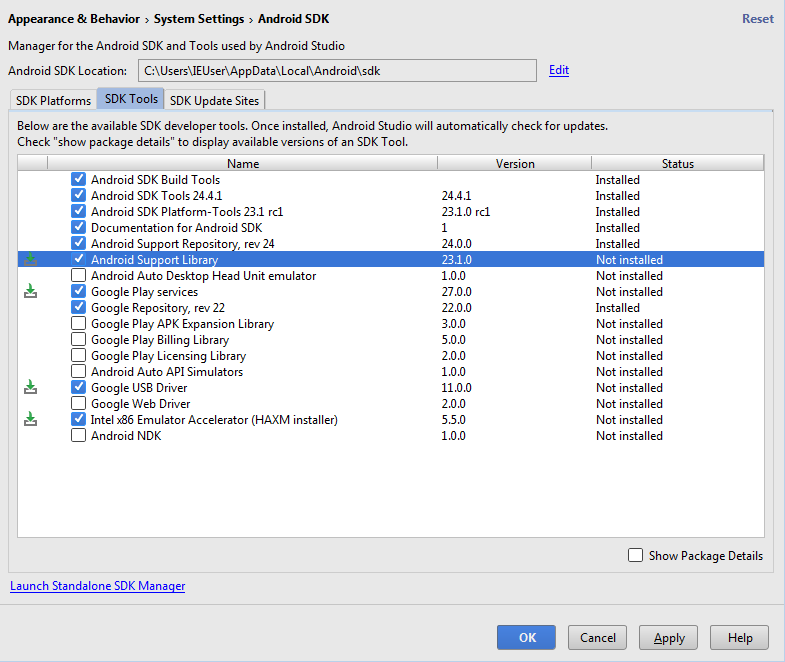 Appearance & Behavior › System Settings › Android SDK Reset
Manager for the Android SDK and Tools used by Android Studio
Android SDK Location: C:\Users\IEUser\AppData\Local\Android\sdk Edit
SDK Platforms SDK Tools SDK Update Sites
Below are the available SDK developer tools. Once installed, Android Studio will automatically check for updates.
Check "show package details" to display available versions of an SDK Tool.
Name Version Status
Android SDK Build Tools Installed
Android SDK Tools 24.4.1 24.4.1 Installed
Android SDK Platform-Tools 23.1 rc1 23.1.0 rc1 Installed
Documentation for Android SDK 1 Installed
Android Support Repository, rev 24 24.0.0 Installed
Android Support Library 23.1.0 Not installed
Android Auto Desktop Head Unit emulator 1.0.0 Not installed
Google Play services 27.0.0 Not installed
Google Repository, rev 22 22.0.0 Installed
Google Play APK Expansion Library 3.0.0 Not installed
Google Play Billing Library 5.0.0 Not installed
Google Play Licensing Library 2.0.0 Not installed
Android Auto API Simulators 1.0.0 Not installed
Google USB Driver 11.0.0 Not installed
Google Web Driver 2.0.0 Not installed
Intel x86 Emulator Accelerator (HAXM installer) 5.5.0 Not installed
Android NDK 1.0.0 Not installed
Show Package Details
Launch Standalone SDK Manager
OK Cancel Apply Help